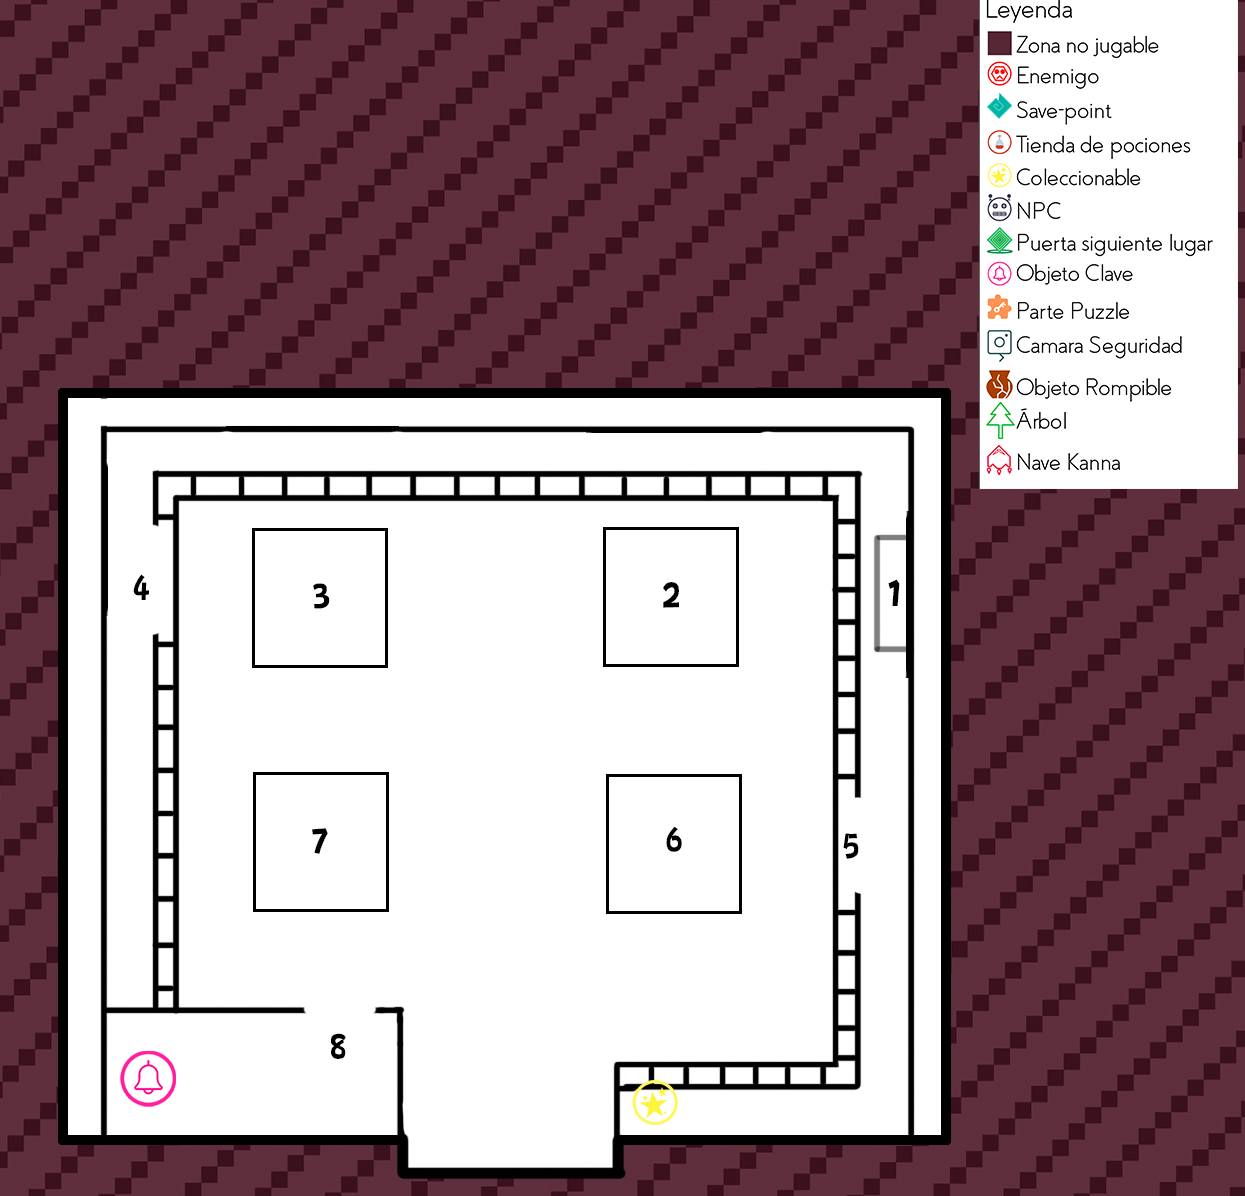 Leyenda
Zona no jugable
Enemigo
Save-point
Tienda de pociones
Coleccionable
NPC
Puerta siguiente lugar
Objeto Clave
Parte Puzzle
Camara Seguridad
Objeto Rompible
Ãrbol
Nave Kanna
4
3
2
1
7
6
5
8